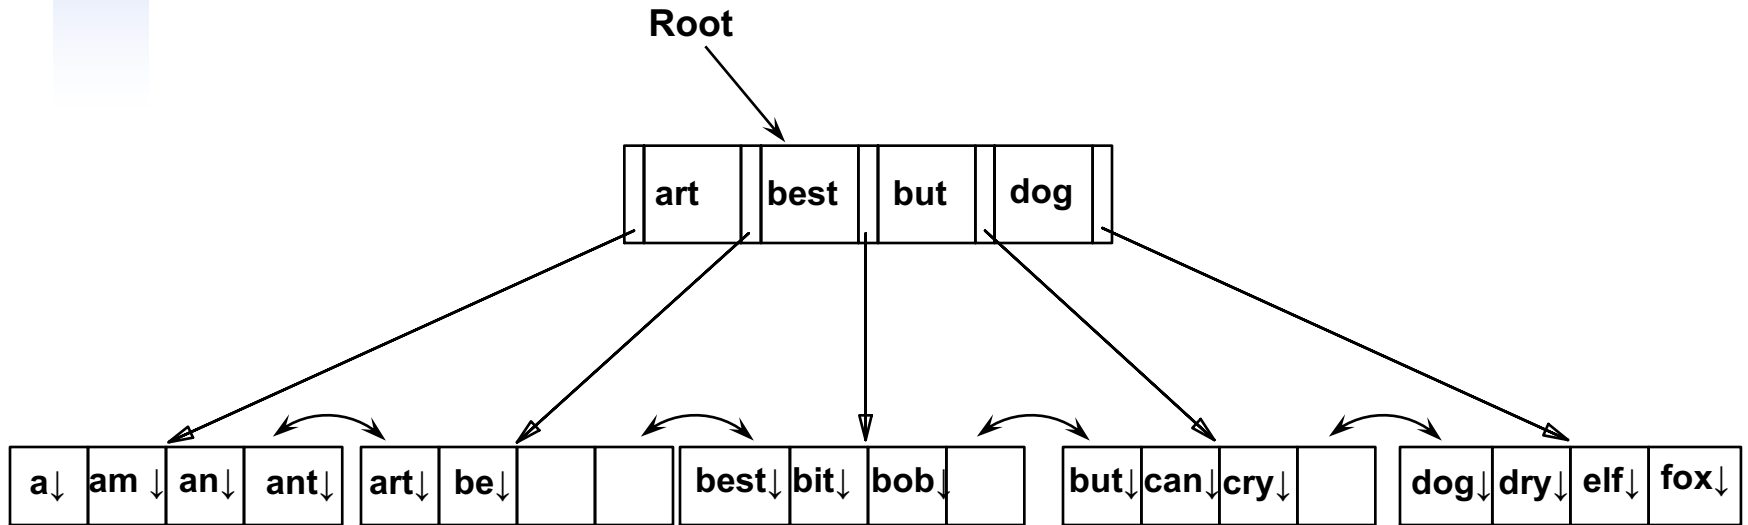 Root
art best but dog
a↓ am ↓ an↓ ant↓ art↓ be↓ best↓ bit↓ bob↓ but↓ can↓ cry↓ dog↓ dry↓ elf↓ fox↓